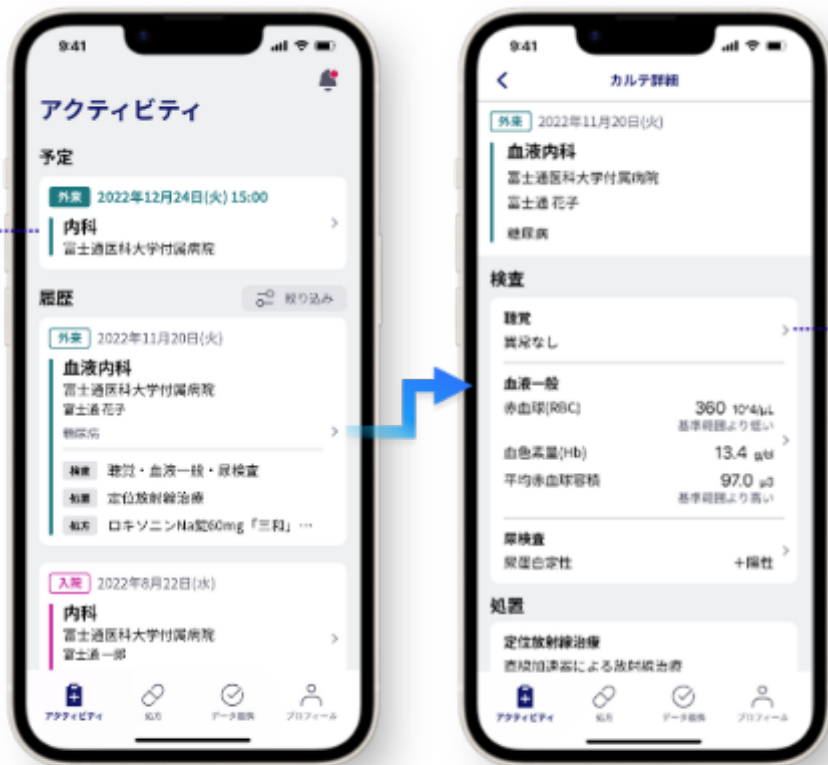 9:41
アクティビティ
予定
外来 2022年12月24日(火) 15:00
内科
富士通医科大学付属病院
履歴
絞り込み
外来 2022年11月20日(火)
血液内科
富士通医科大学付属病院
富士通 花子
糖尿病
検査 聴覚・血液一般・尿検査
処置 定位放射線治療
処方 ロキソニンNa錠60mg「三和」…
入院 2022年8月22日(水)
内科
富士通医科大学付属病院
富士通 一郎
アクティビティ 処方 データ提携 プロフィール
9:41
カルテ詳細
外来 2022年11月20日(火)
血液内科
富士通医科大学付属病院
富士通 花子
糖尿病
検査
聴覚
異常なし
血液一般
赤血球(RBC) 360 10^4/μL
基準範囲より低い
血色素量(Hb) 13.4 g/dl
平均赤血球容積 97.0 μ3
基準範囲より高い
尿検査
尿蛋白定性 +陽性
処置
定位放射線治療
直線加速器による放射線治療
アクティビティ 処方 データ提携 プロフィール